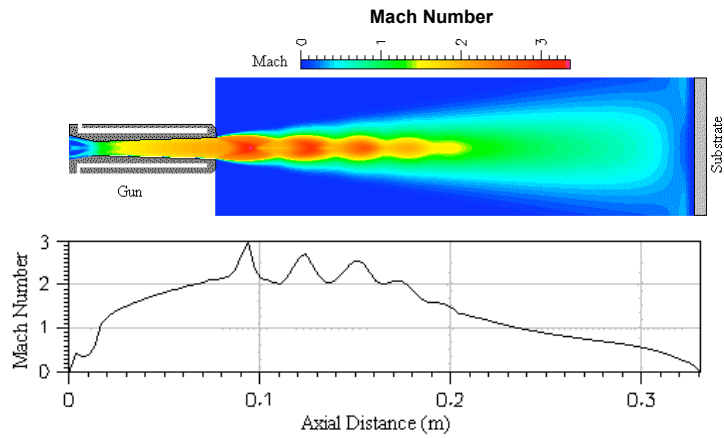 Mach Number
0 1 2 3
Mach
Gun
Substrate
3
2
1
0
Mach Number
0 0.1 0.2 0.3
Axial Distance (m)